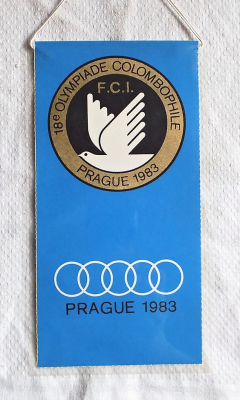 18e OLYMPIADE COLOMBOPHILE
F.C.I.
PRAGUE 1983
PRAGUE 1983